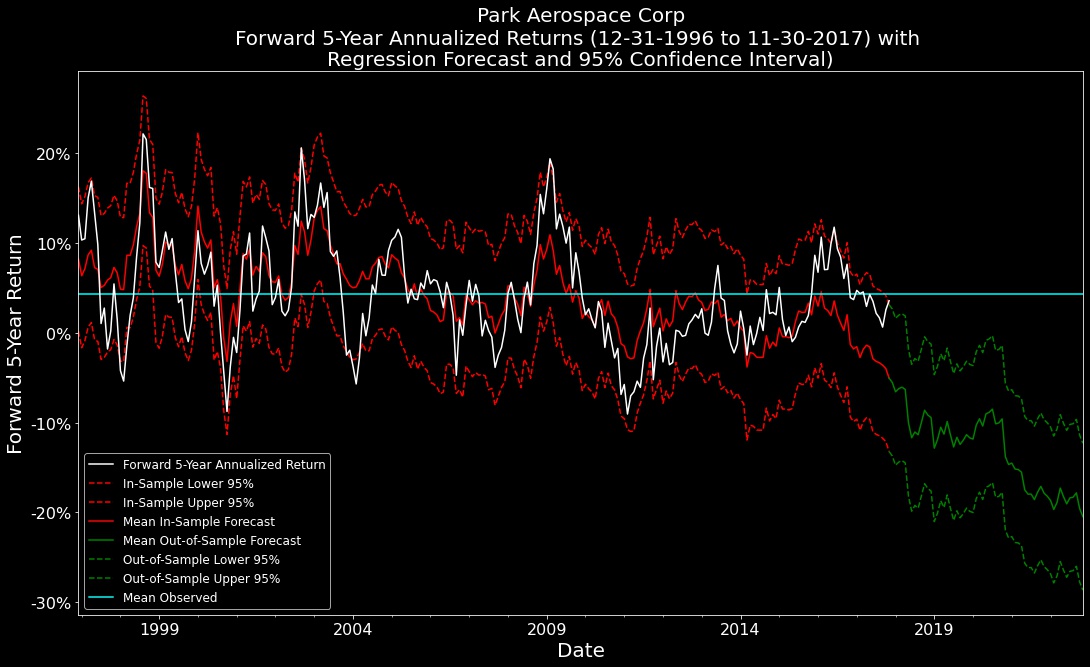 Park Aerospace Corp
Forward 5-Year Annualized Returns (12-31-1996 to 11-30-2017) with
Regression Forecast and 95% Confidence Interval)
Forward 5-Year Return
20%
10%
0%
-10%
-20%
-30%
Forward 5-Year Annualized Return
In-Sample Lower 95%
In-Sample Upper 95%
Mean In-Sample Forecast
Mean Out-of-Sample Forecast
Out-of-Sample Lower 95%
Out-of-Sample Upper 95%
Mean Observed
1999 2004 2009 2014 2019
Date